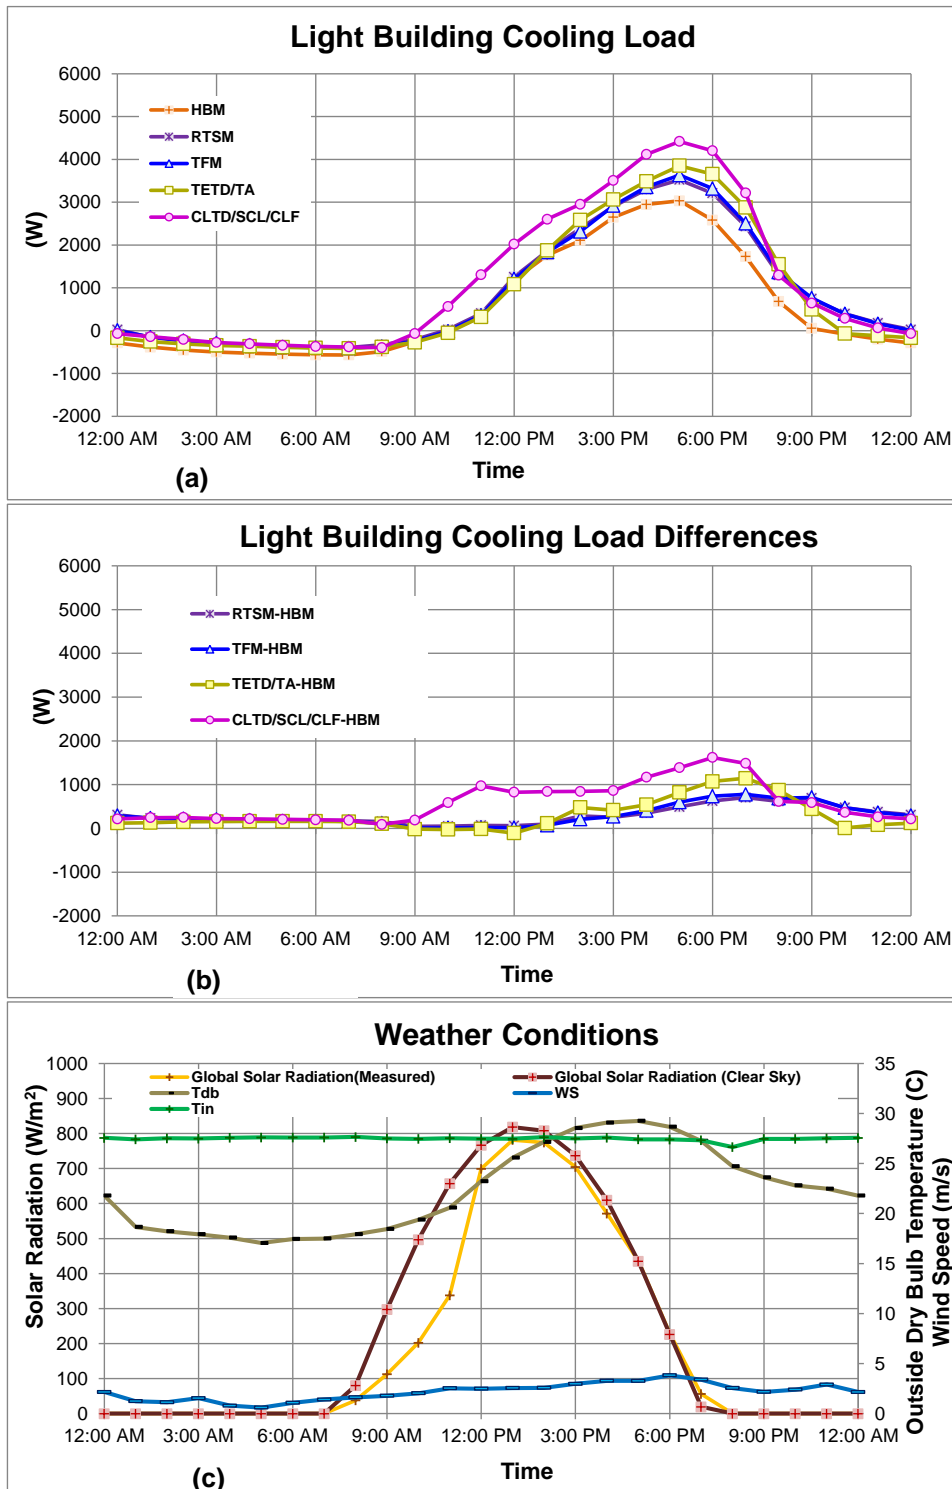 Light Building Cooling Load
6000
5000
4000
3000
2000
1000
0
-1000
-2000
(W)
HBM
RTSM
TFM
TETD/TA
CLTD/SCL/CLF
12:00 AM 3:00 AM 6:00 AM 9:00 AM 12:00 PM 3:00 PM 6:00 PM 9:00 PM 12:00 AM
Time
(a)
Light Building Cooling Load Differences
6000
5000
4000
3000
2000
1000
0
-1000
-2000
(W)
RTSM-HBM
TFM-HBM
TETD/TA-HBM
CLTD/SCL/CLF-HBM
12:00 AM 3:00 AM 6:00 AM 9:00 AM 12:00 PM 3:00 PM 6:00 PM 9:00 PM 12:00 AM
Time
(b)
Weather Conditions
1000
900
800
700
600
500
400
300
200
100
0
Solar Radiation (W/m²)
Global Solar Radiation(Measured) Global Solar Radiation (Clear Sky)
Tdb WS
Tin
35
30
25
20
15
10
5
0
Outside Dry Bulb Temperature (C)
Wind Speed (m/s)
12:00 AM 3:00 AM 6:00 AM 9:00 AM 12:00 PM 3:00 PM 6:00 PM 9:00 PM 12:00 AM
Time
(c)